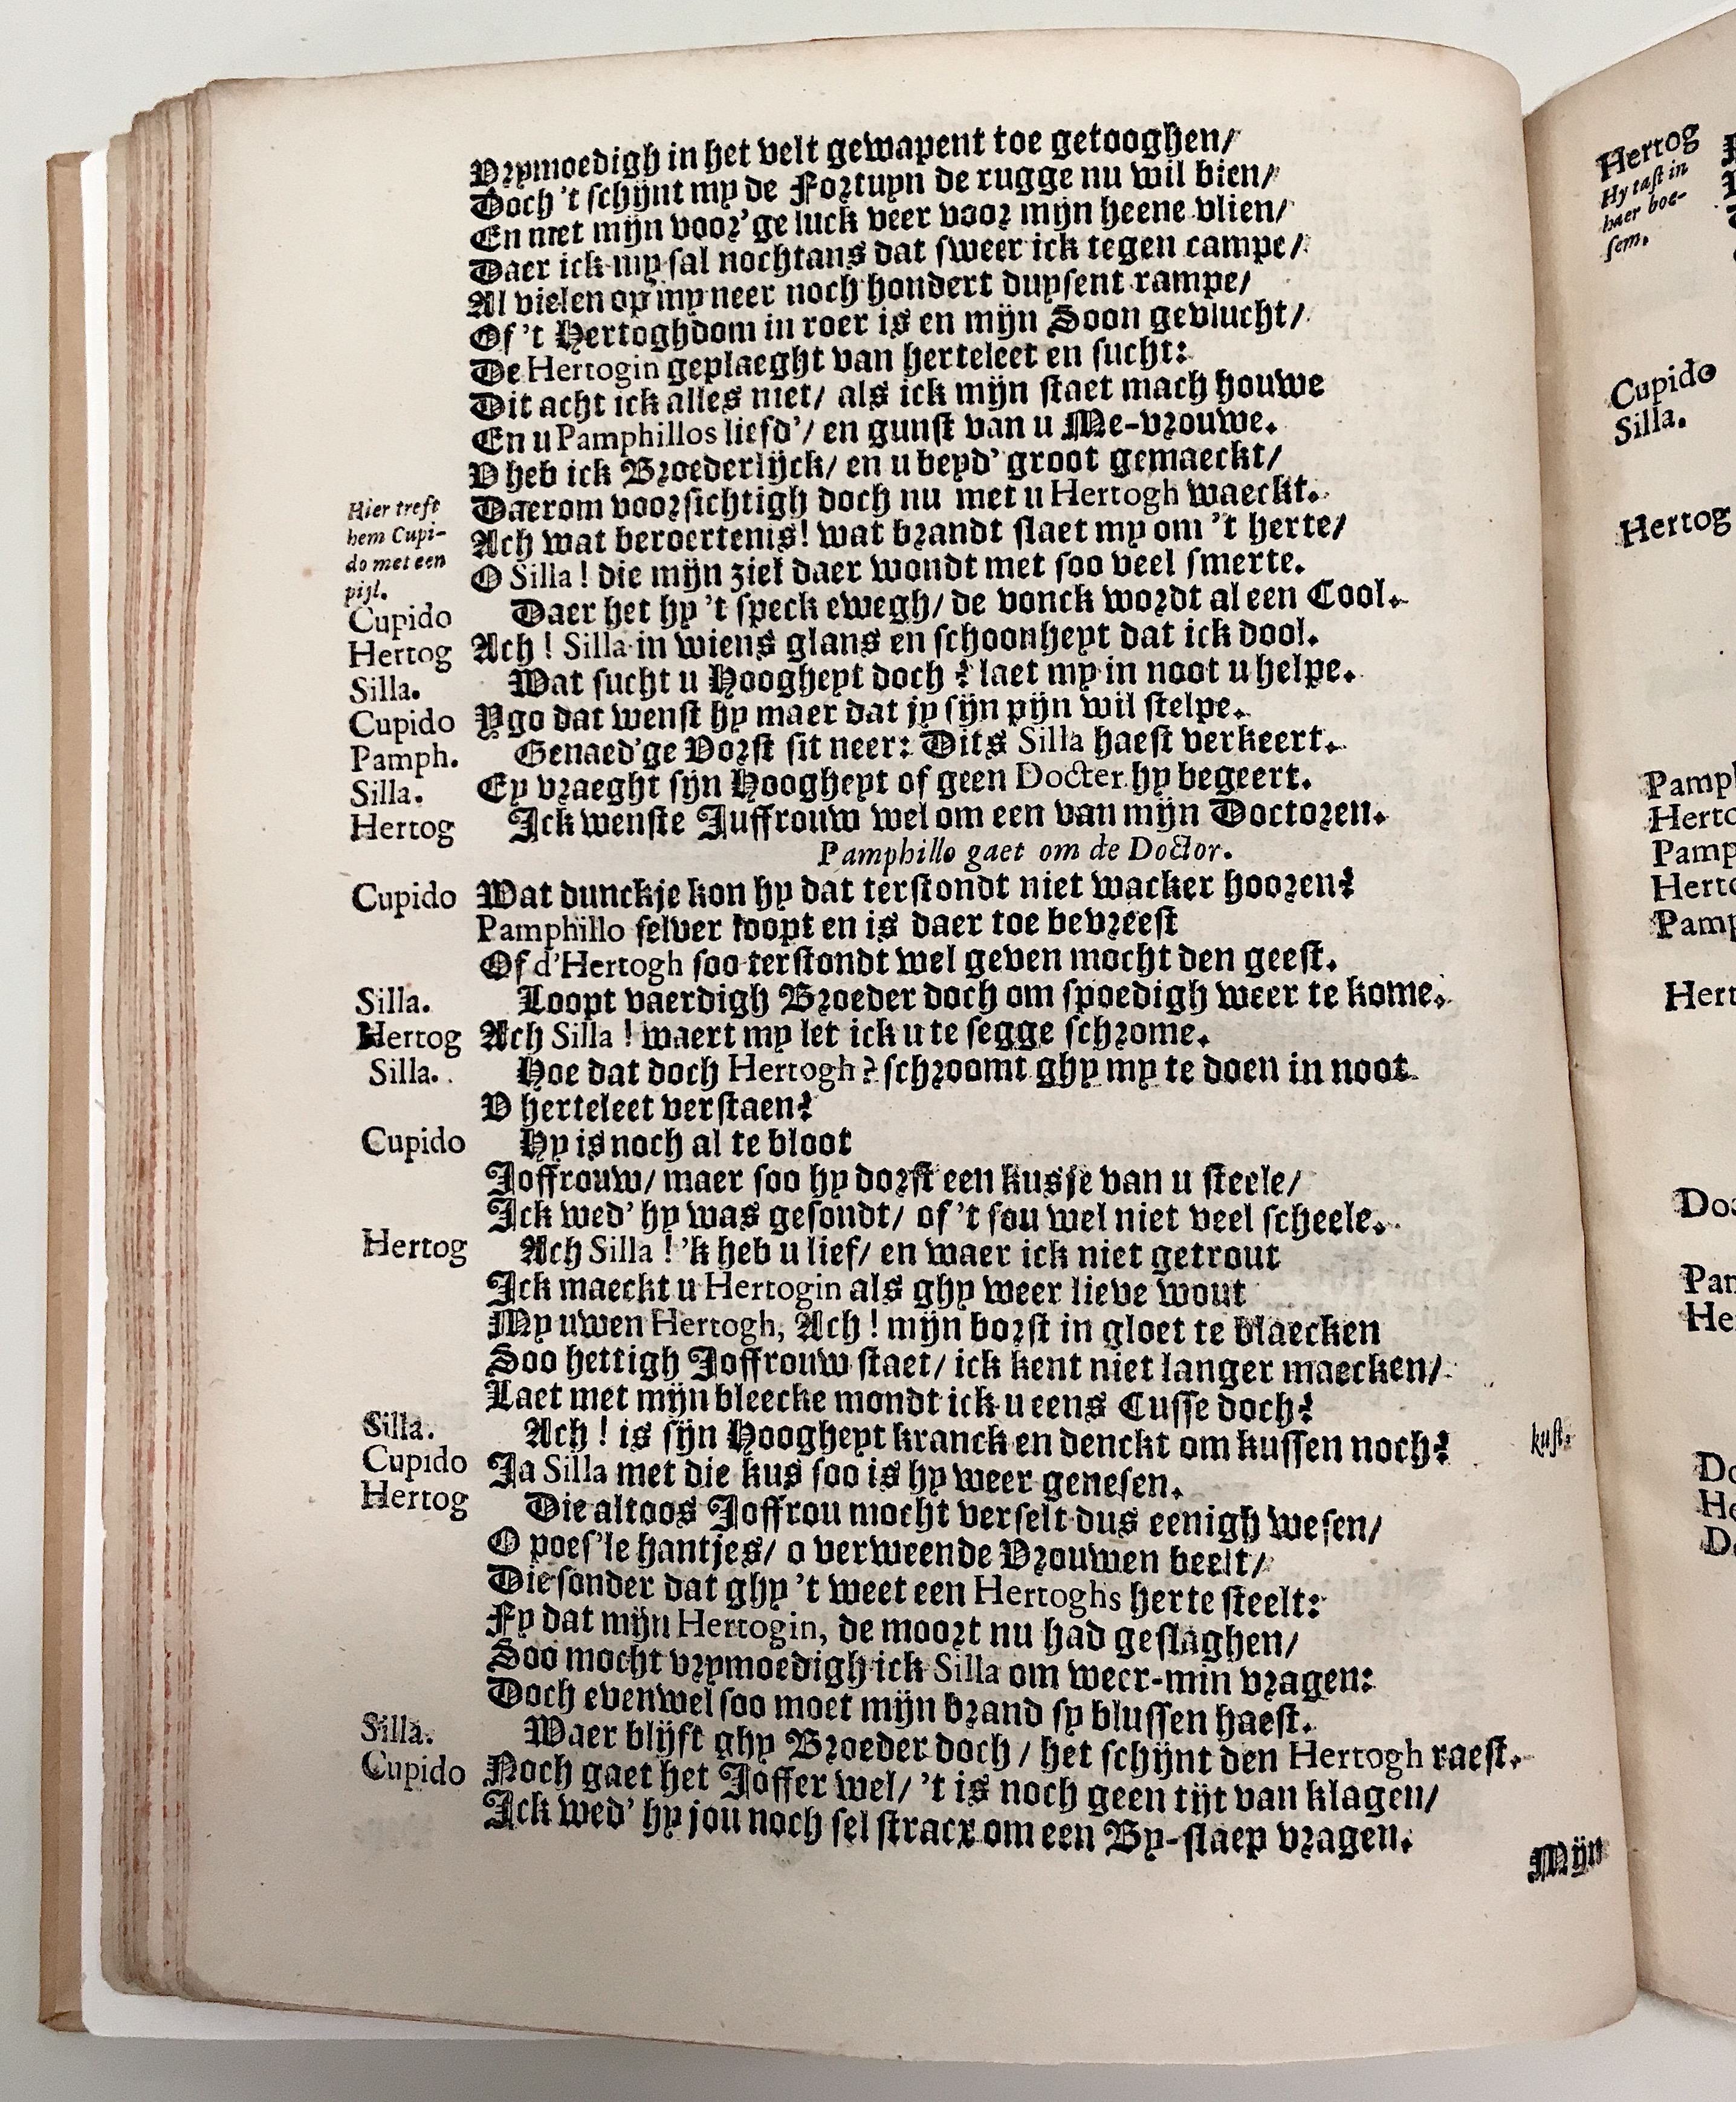 Vrymoedigh in het velt gewapent toe getooghen/
Doch 't schijnt my de Fortuyn de rugge nu wil bien/
En met mijn voor'ge luck veer voor mijn heene vlien/
Daer ick my sal nochtans dat sweer ick tegen campe/
Al vielen op my neer noch hondert duysent rampe/
Of 't Hertoghdom in roer is en mijn Soon gevlucht/
De Hertogin geplaeght van herteleet en sucht:
Dit acht ick alles niet/ als ick mijn staet mach houwe
En u Pamphillos liefd'/ en gunst van u Me-vrouwe.
V heb ick Broederlijck/ en u beyd' groot gemaeckt/
Daerom voorsichtigh doch nu met u Hertogh waeckt.
Hier treft
hem Cupi-
do met een
pijl.
Ach wat beroertenis! wat brandt slaet my om 't herte/
O Silla! die mijn ziel daer wondt met soo veel smerte.
Cupido Daer het hy 't speck ewegh/ de vonck wordt al een Cool.
Hertog Ach! Silla in wiens glans en schoonheyt dat ick dool.
Silla. Wat sucht u Hoogheyt doch? laet my in noot u helpe.
Cupido Ygo dat wenst hy maer dat jy sijn pijn wil stelpe.
Pamph. Genaed'ge Vorst sit neer: Dits Silla haest verkeert.
Silla. Ey vraeght sijn Hoogheyt of geen Docter hy begeert.
Hertog Ick wenste Juffrouw wel om een van mijn Doctoren.
Pamphillo gaet om de Doctor.
Cupido Wat dunckje kon hy dat terstondt niet wacker hooren?
Pamphillo selver loopt en is daer toe bevreest
Of d'Hertogh soo terstondt wel geven mocht den geest.
Silla. Loopt vaerdigh Broeder doch om spoedigh weer te kome.
Hertog Ach Silla! waert my let ick u te segge schrome.
Silla. Hoe dat doch Hertogh? schroomt ghy my te doen in noot
V herteleet verstaen?
Cupido Hy is noch al te bloot
Joffrouw/ maer soo hy dorst een kusje van u steele/
Ick wed' hy was gesondt/ of 't sou wel niet veel scheele.
Hertog Ach Silla! 'k heb u lief/ en waer ick niet getrout
Ick maeckt u Hertogin als ghy weer lieve wout
My uwen Hertogh, Ach! mijn borst in gloet te blaecken
Soo hettigh Joffrouw staet/ ick kent niet langer maecken/
Laet met mijn bleecke mondt ick u eens Cusse doch?
Silla. Ach! is sijn Hoogheyt kranck en denckt om kussen noch?
kust.
Cupido Ja Silla met die kus soo is hy weer genesen.
Hertog Die altoos Joffrou mocht verselt dus eenigh wesen/
O poes'le hantjes/ o verweende Vrouwen beelt/
Die sonder dat ghy 't weet een Hertoghs herte steelt:
Fy dat mijn Hertogin, de moort nu had geslaghen/
Soo mocht vrymoedigh ick Silla om weer-min vragen:
Doch evenwel soo moet mijn brand sy blussen haest.
Silla. Waer blijft ghy Broeder doch/ het schijnt den Hertogh raest.
Cupido Noch gaet het Joffer wel/ 't is noch geen tijt van klagen/
Ick wed' hy jou noch sel stracx om een By-slaep vragen.
Mijn
Hertog
Hy tast in
haer boe-
sem.
Cupido
Silla.
Hertog